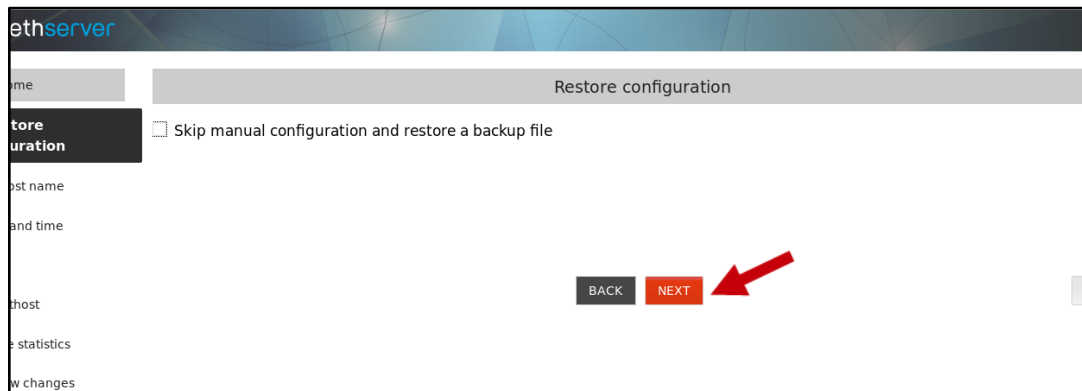 ethserver
ome
Restore configuration
tore
uration
Skip manual configuration and restore a backup file
ost name
and time
BACK
NEXT
thost
e statistics
w changes